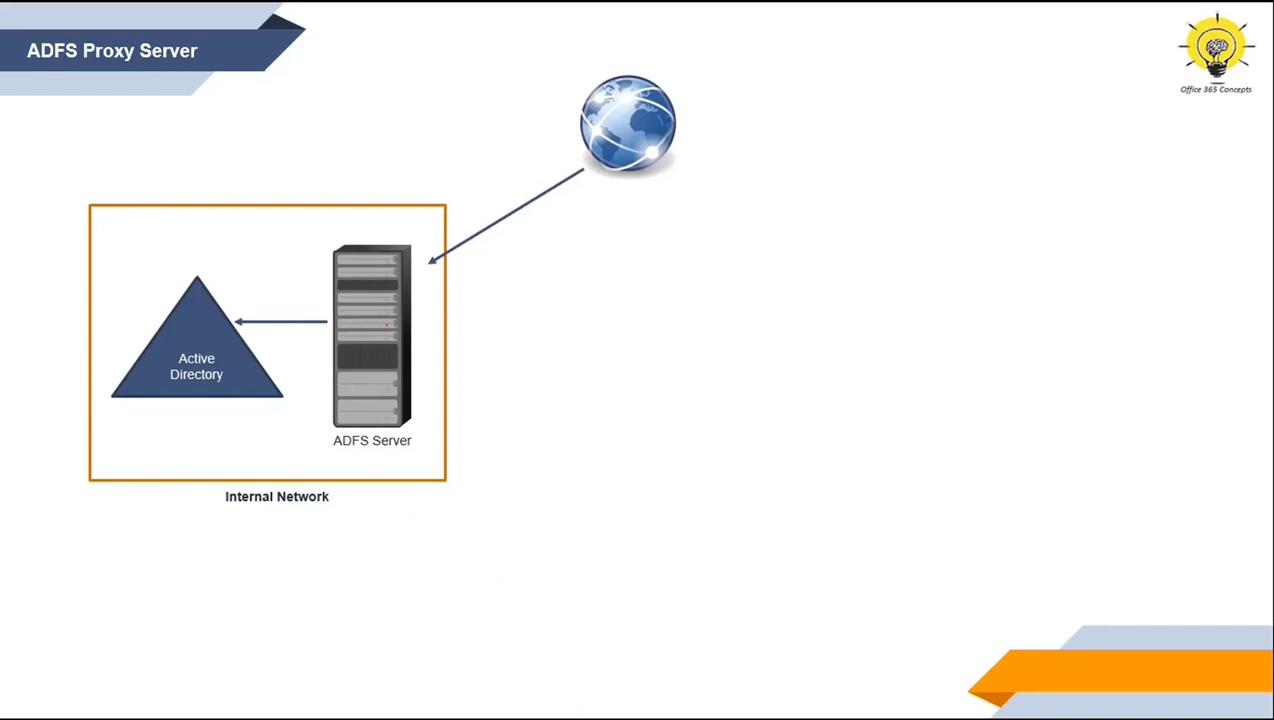 ADFS Proxy Server
Office 365 Concepts
Active
Directory
ADFS Server
Internal Network